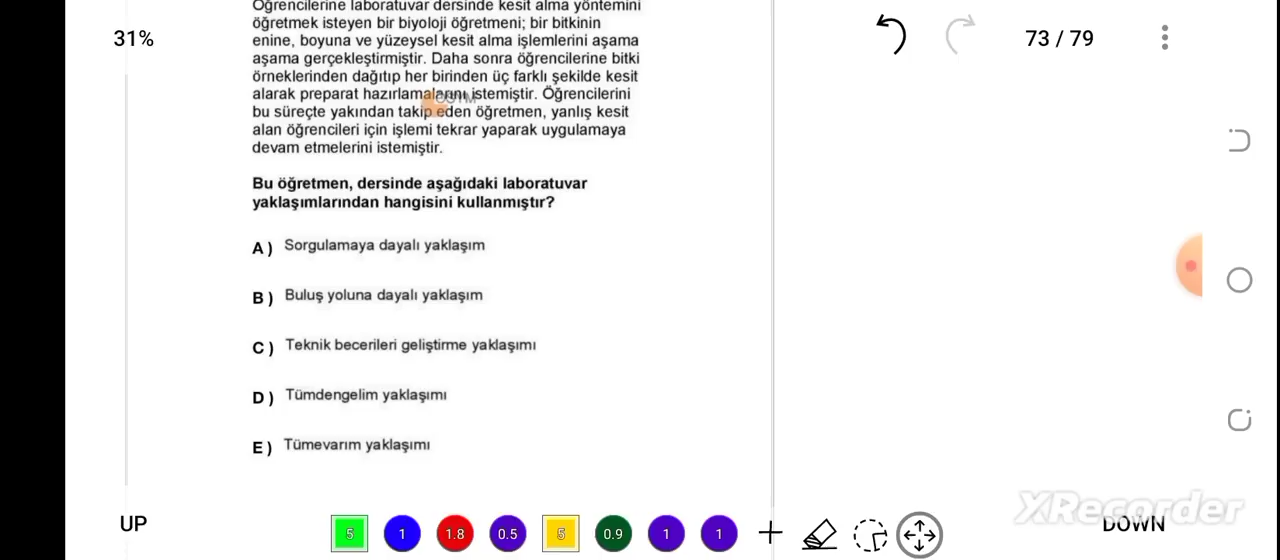 31%
73 / 79
Öğrencilerine laboratuvar dersinde kesit alma yöntemini
öğretmek isteyen bir biyoloji öğretmeni; bir bitkinin
enine, boyuna ve yüzeysel kesit alma işlemlerini aşama
aşama gerçekleştirmiştir. Daha sonra öğrencilerine bitki
örneklerinden dağıtıp her birinden üç farklı şekilde kesit
alarak preparat hazırlamalarını istemiştir. Öğrencilerini
bu süreçte yakından takip eden öğretmen, yanlış kesit
alan öğrencileri için işlemi tekrar yaparak uygulamaya
devam etmelerini istemiştir.
Bu öğretmen, dersinde aşağıdaki laboratuvar
yaklaşımlarından hangisini kullanmıştır?
A) Sorgulamaya dayalı yaklaşım
B) Buluş yoluna dayalı yaklaşım
C) Teknik becerileri geliştirme yaklaşımı
D) Tümdengelim yaklaşımı
E) Tümevarım yaklaşımı
UP
5 1 1.8 0.5 5 0.9 1 1
DOWN
XRecorder